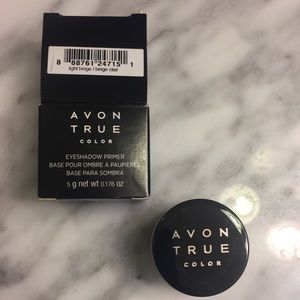 8 88761 24715 1
light beige / beige clair
AVON
TRUE
COLOR
EYESHADOW PRIMER
BASE POUR OMBRE À PAUPIÈRES
BASE PARA SOMBRA
5 g net wt 0.176 oz
AVON
TRUE
COLOR